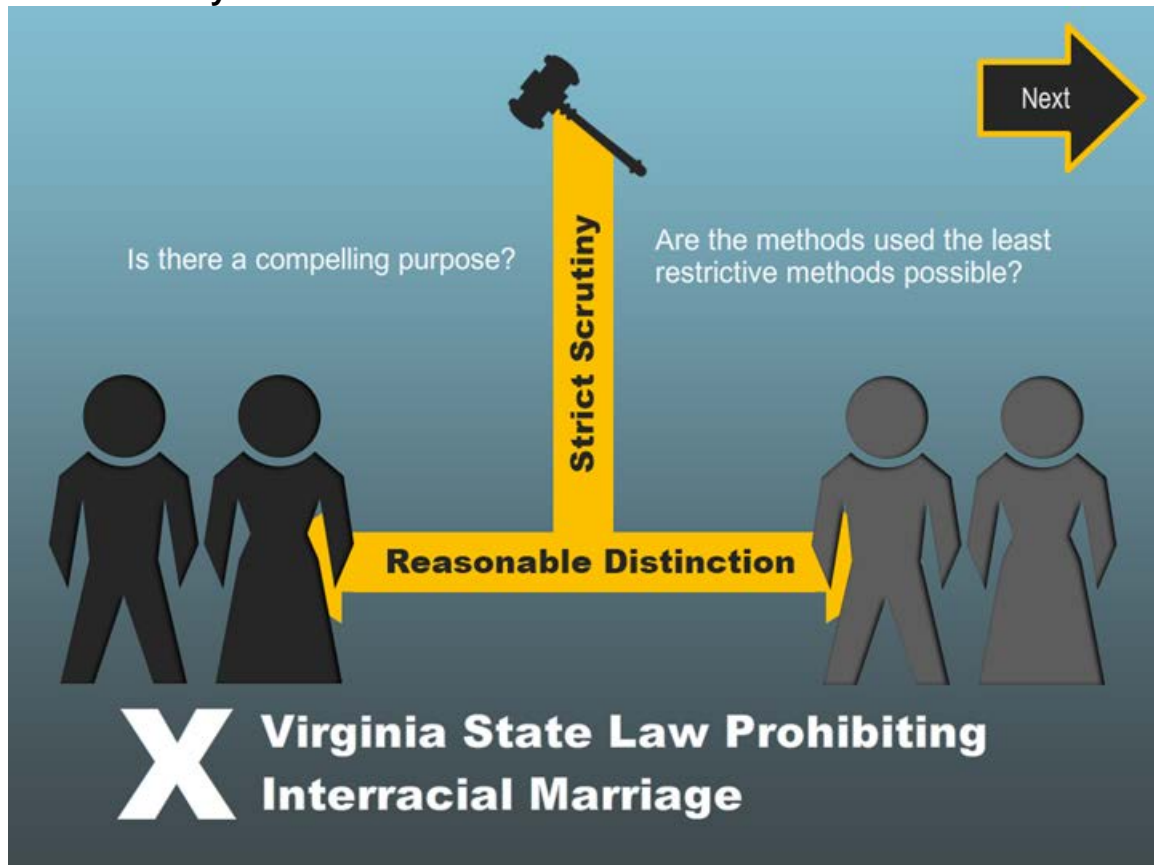 Next
Is there a compelling purpose?
Are the methods used the least
restrictive methods possible?
Strict Scrutiny
Reasonable Distinction
X Virginia State Law Prohibiting
Interracial Marriage